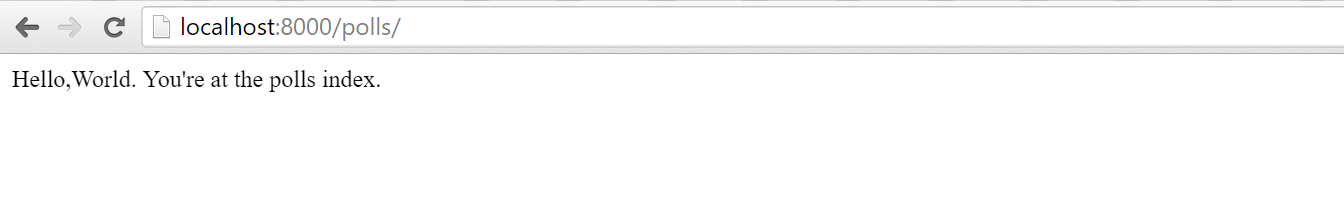 localhost:8000/polls/
Hello,World. You're at the polls index.